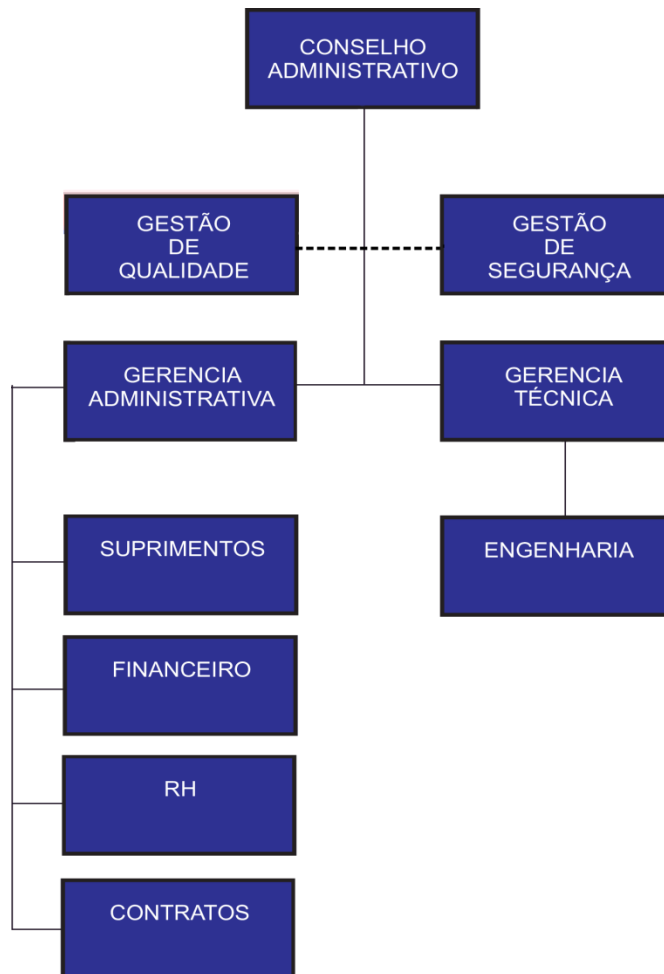 CONSELHO
ADMINISTRATIVO
GESTÃO
DE
QUALIDADE
GESTÃO
DE
SEGURANÇA
GERENCIA
ADMINISTRATIVA
GERENCIA
TÉCNICA
SUPRIMENTOS
ENGENHARIA
FINANCEIRO
RH
CONTRATOS